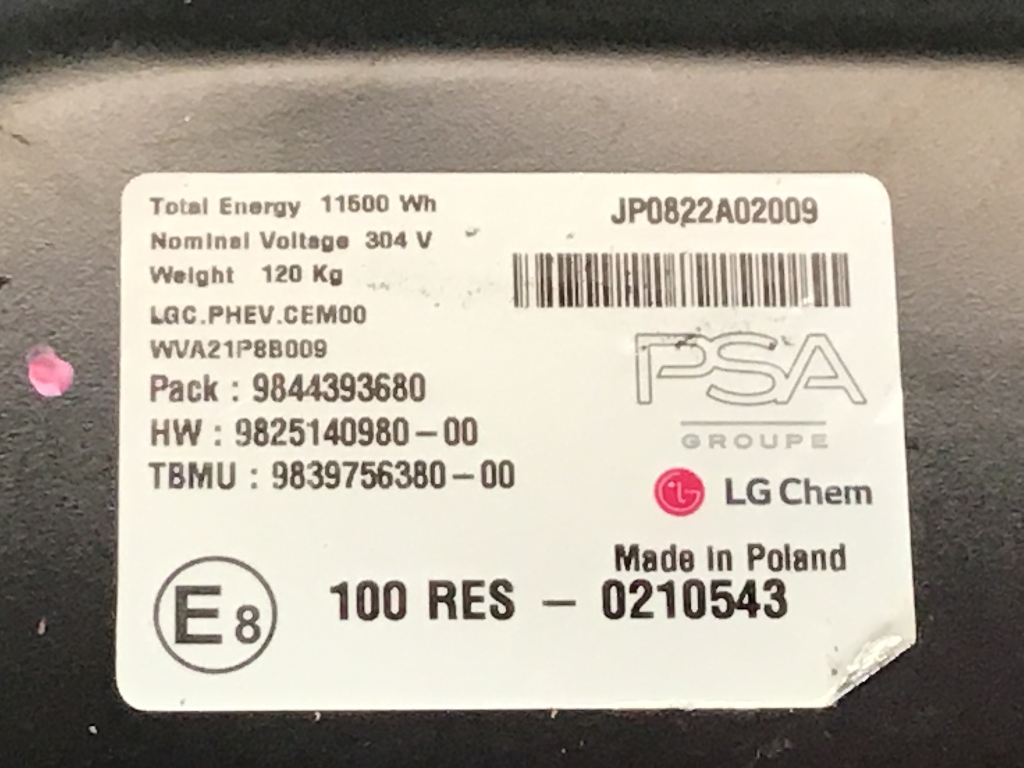 Total Energy 11500 Wh
Nominal Voltage 304 V
Weight 120 Kg
LGC.PHEV.CEM00
WVA21P8B009
Pack : 9844393680
HW : 9825140980-00
TBMU : 9839756380-00
JP0822A02009
PSA
GROUPE
LG Chem
Made in Poland
E8
100 RES - 0210543